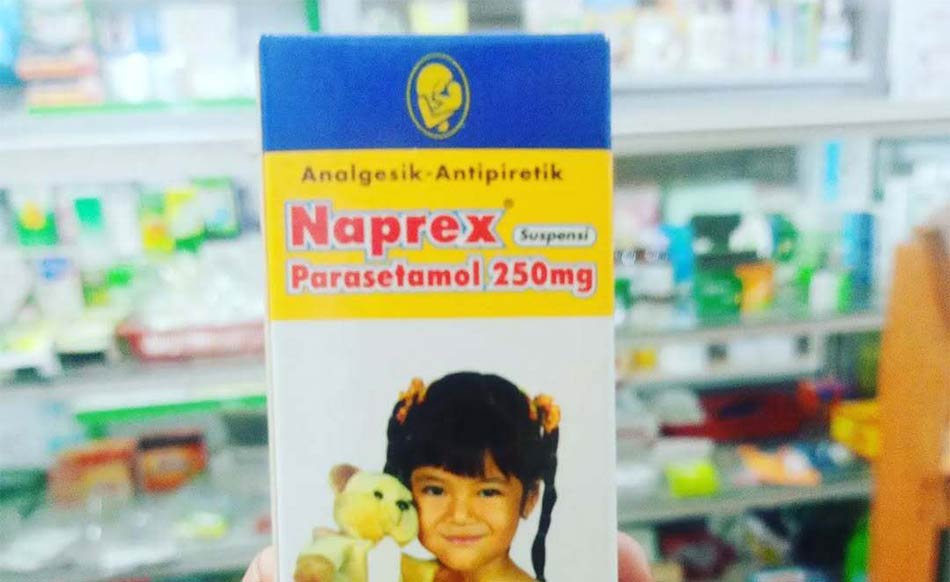 Analgesik-Antipiretik
Naprex® Suspensi
Parasetamol 250mg